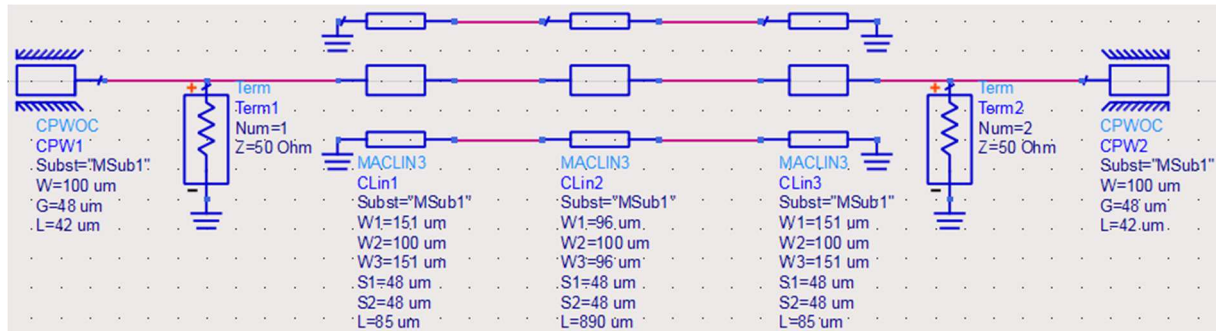 +
Term
Term1
Num=1
Z=50 Ohm
-
+
Term
Term2
Num=2
Z=50 Ohm
-
CPWOC
CPW1
Subst="MSub1"
W=100 um
G=48 um
L=42 um
MACLIN3
CLin1
Subst="MSub1"
W1=151 um
W2=100 um
W3=151 um
S1=48 um
S2=48 um
L=85 um
MACLIN3
CLin2
Subst="MSub1"
W1=96 um
W2=100 um
W3=96 um
S1=48 um
S2=48 um
L=890 um
MACLIN3
CLin3
Subst="MSub1"
W1=151 um
W2=100 um
W3=151 um
S1=48 um
S2=48 um
L=85 um
CPWOC
CPW2
Subst="MSub1"
W=100 um
G=48 um
L=42 um